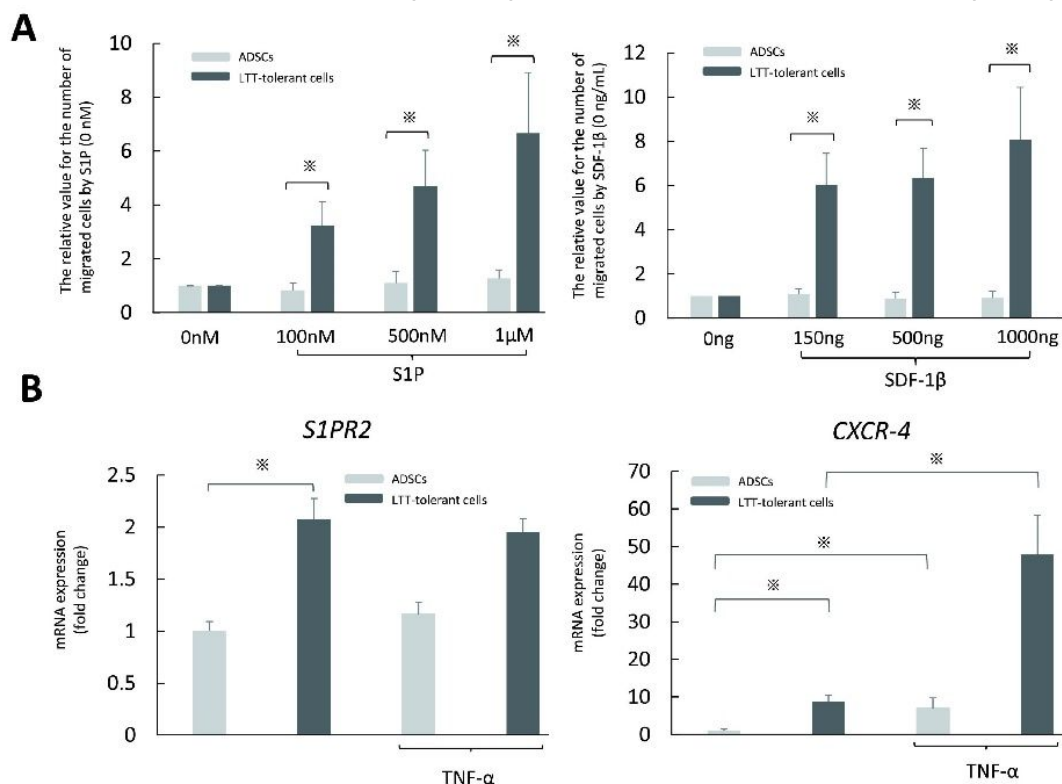 A
The relative value for the number of
migrated cells by S1P (0 nM)
10
8
6
4
2
0
ADSCs
LTT-tolerant cells
※
※
※
0nM
100nM
500nM
1μM
S1P
The relative value for the number of
migrated cells by SDF-1β (0 ng/mL)
12
10
8
6
4
2
0
ADSCs
LTT-tolerant cells
※
※
※
0ng
150ng
500ng
1000ng
SDF-1β
B
S1PR2
mRNA expression
(fold change)
2.5
2
1.5
1
0.5
0
※
ADSCs
LTT-tolerant cells
TNF-α
CXCR-4
mRNA expression
(fold change)
70
60
50
40
30
20
10
0
ADSCs
LTT-tolerant cells
※
※
※
TNF-α